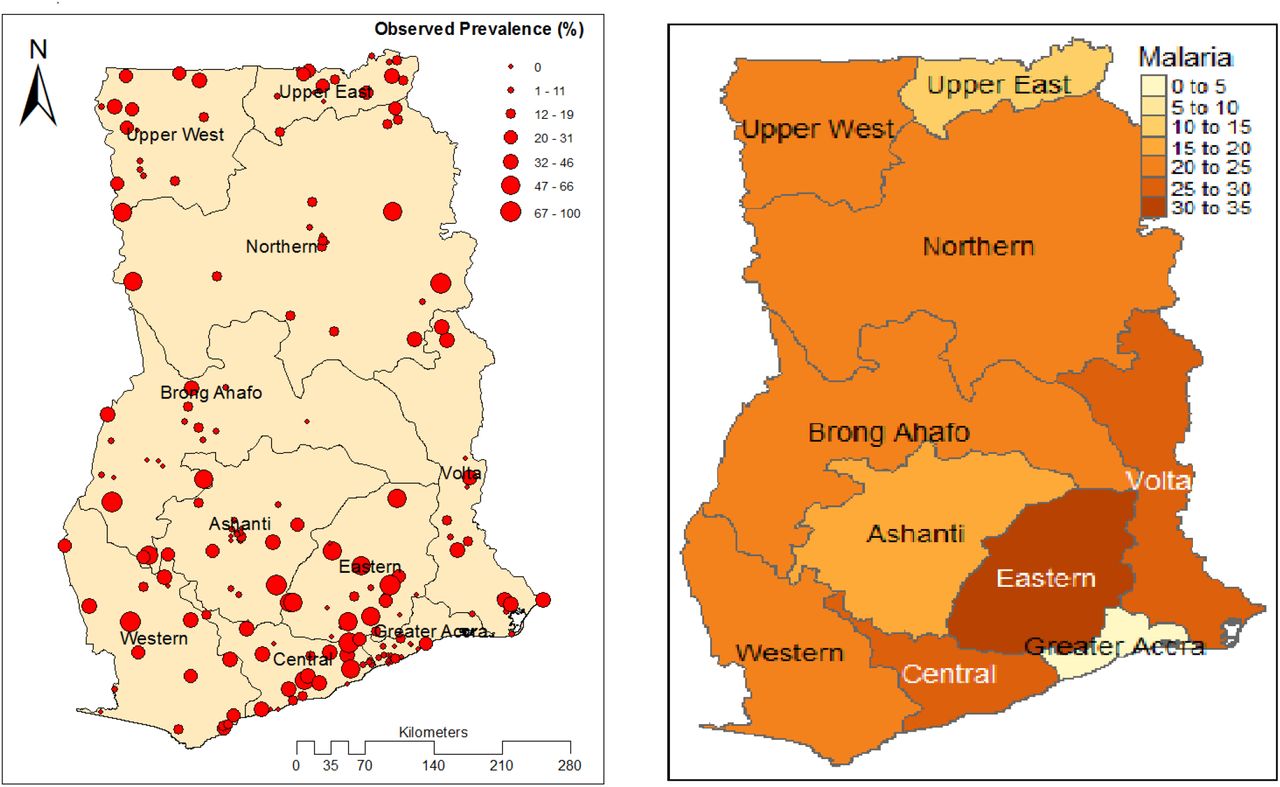 Observed Prevalence (%)
N
0
1 - 11
12 - 19
20 - 31
32 - 46
47 - 66
67 - 100
Upper East
Upper West
Northern
Brong Ahafo
Volta
Ashanti
Eastern
Greater Accra
Western
Central
Kilometers
0 35 70 140 210 280
Malaria
0 to 5
5 to 10
10 to 15
15 to 20
20 to 25
25 to 30
30 to 35
Upper East
Upper West
Northern
Brong Ahafo
Volta
Ashanti
Eastern
Greater Accra
Western
Central